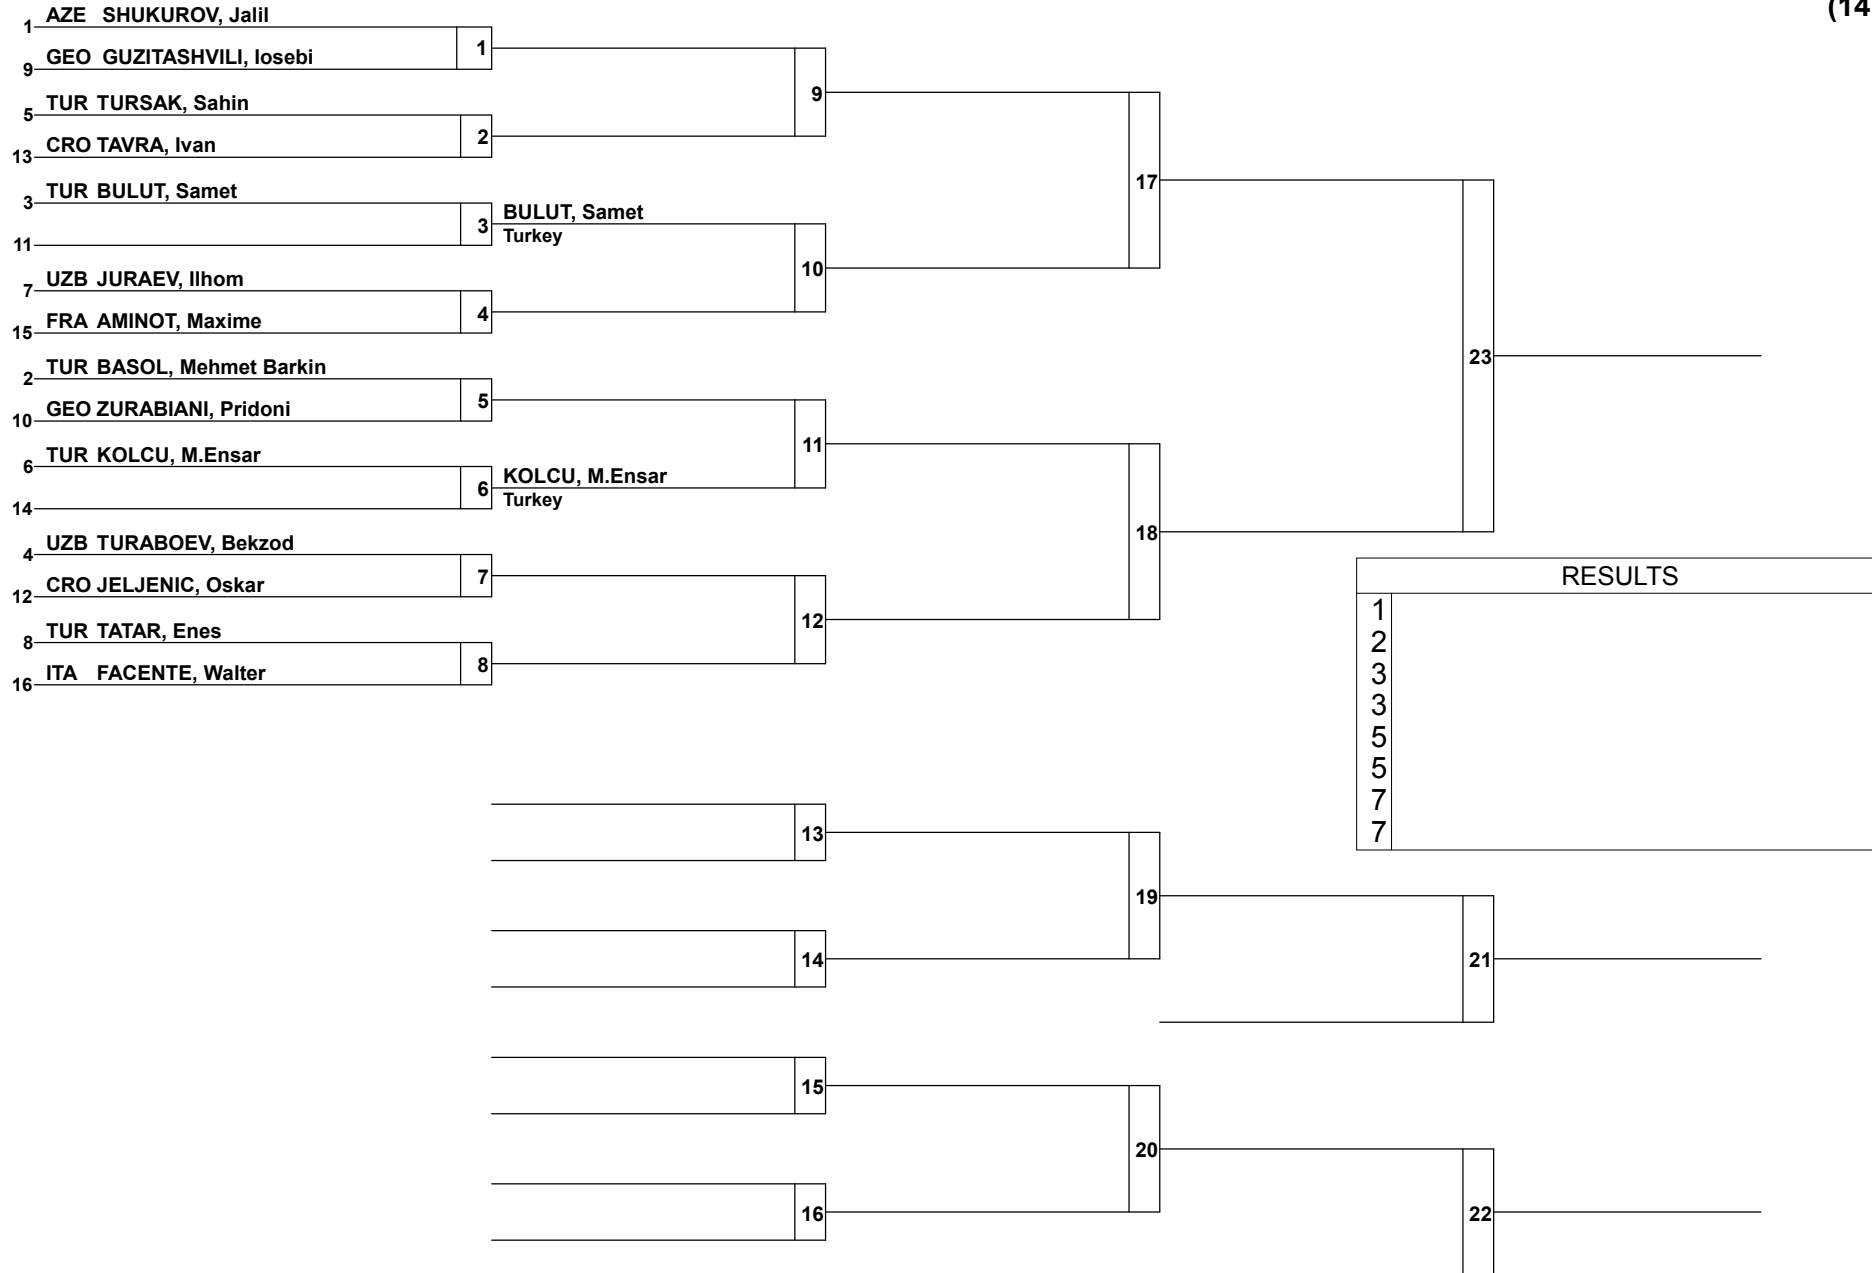 (14
1 AZE SHUKUROV, Jalil
1
9 GEO GUZITASHVILI, Iosebi
9
5 TUR TURSAK, Sahin
2
13 CRO TAVRA, Ivan
17
3 TUR BULUT, Samet
3 BULUT, Samet
Turkey
11
10
7 UZB JURAEV, Ilhom
4
15 FRA AMINOT, Maxime
23
2 TUR BASOL, Mehmet Barkin
5
10 GEO ZURABIANI, Pridoni
11
6 TUR KOLCU, M.Ensar
6 KOLCU, M.Ensar
Turkey
14
18
4 UZB TURABOEV, Bekzod
7
12 CRO JELJENIC, Oskar
12
8 TUR TATAR, Enes
8
16 ITA FACENTE, Walter
RESULTS
1
2
3
3
5
5
7
7
13
19
14
21
15
20
16
22